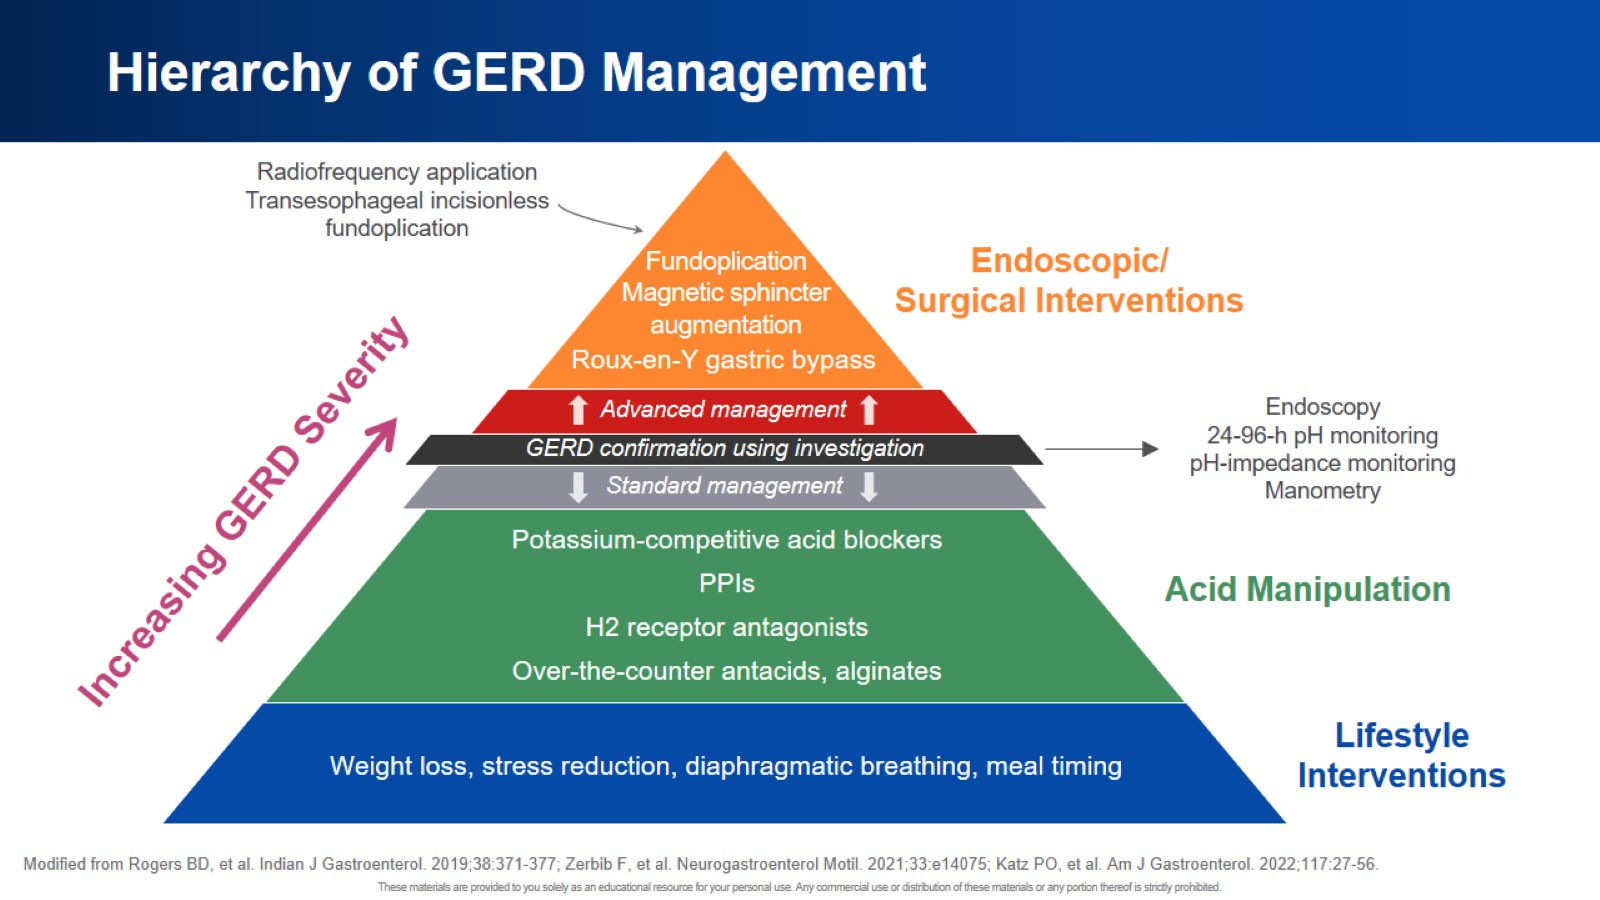 Hierarchy of GERD Management
Radiofrequency application
Transesophageal incisionless
fundoplication
Fundoplication
Magnetic sphincter
augmentation
Roux-en-Y gastric bypass
Endoscopic/
Surgical Interventions
Increasing GERD Severity
Advanced management
GERD confirmation using investigation
Standard management
Endoscopy
24-96-h pH monitoring
pH-impedance monitoring
Manometry
Potassium-competitive acid blockers
PPIs
H2 receptor antagonists
Over-the-counter antacids, alginates
Acid Manipulation
Weight loss, stress reduction, diaphragmatic breathing, meal timing
Lifestyle
Interventions
Modified from Rogers BD, et al. Indian J Gastroenterol. 2019;38:371-377; Zerbib F, et al. Neurogastroenterol Motil. 2021;33:e14075; Katz PO, et al. Am J Gastroenterol. 2022;117:27-56.
These materials are provided to you solely as an educational resource for your personal use. Any commercial use or distribution of these materials or any portion thereof is strictly prohibited.